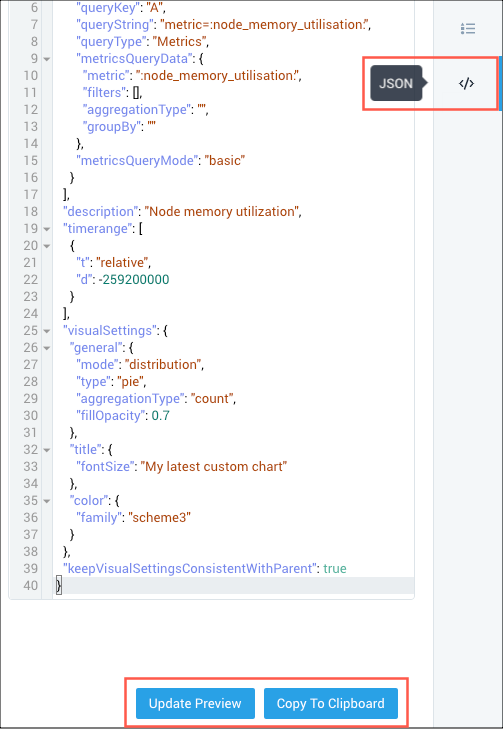 6 "queryKey": "A",
7 "queryString": "metric=:node_memory_utilisation:",
8 "queryType": "Metrics",
9 "metricsQueryData": {
10 "metric": ":node_memory_utilisation:",
11 "filters": [],
12 "aggregationType": "",
13 "groupBy": ""
14 },
15 "metricsQueryMode": "basic"
16 }
17 ],
18 "description": "Node memory utilization",
19 "timerange": [
20 {
21 "t": "relative",
22 "d": -259200000
23 }
24 ],
25 "visualSettings": {
26 "general": {
27 "mode": "distribution",
28 "type": "pie",
29 "aggregationType": "count",
30 "fillOpacity": 0.7
31 },
32 "title": {
33 "fontSize": "My latest custom chart"
34 },
35 "color": {
36 "family": "scheme3"
37 }
38 },
39 "keepVisualSettingsConsistentWithParent": true
40 }
JSON
</>
Update Preview
Copy To Clipboard